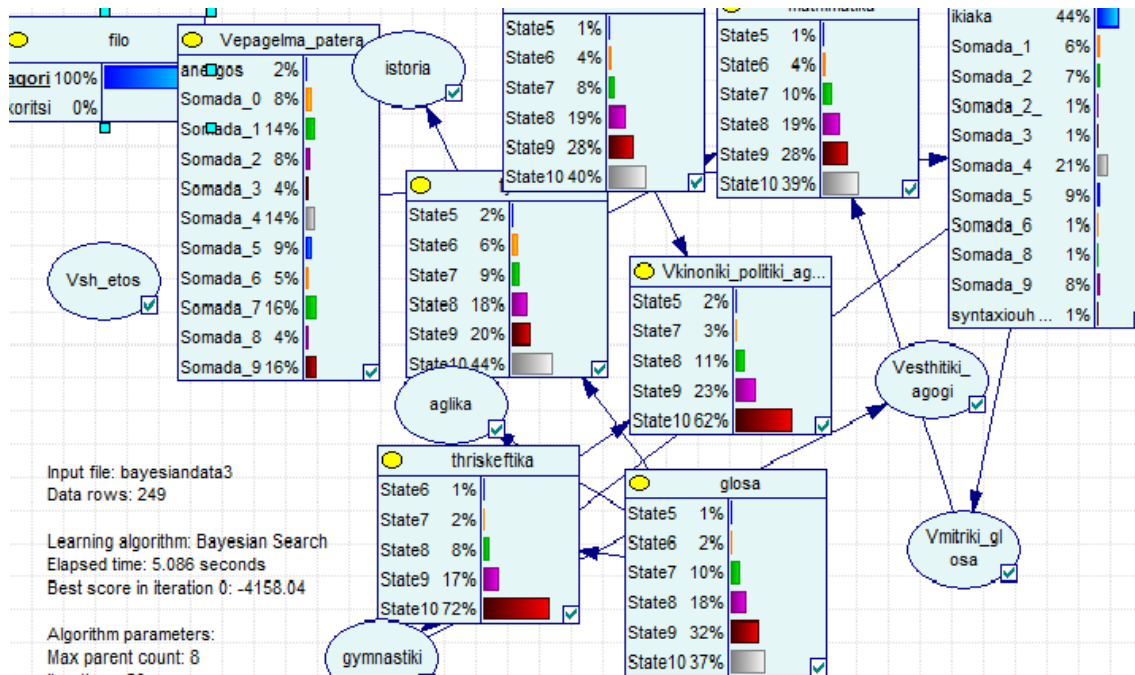 filo
agori 100%
koritsi 0%
Vepagelma_patera
2%
Somada_0 8%
Somada_1 14%
Somada_2 8%
Somada_3 4%
Somada_4 14%
Somada_5 9%
Somada_6 5%
Somada_7 16%
Somada_8 4%
Somada_9 16%
istoria
State5 1%
State6 4%
State7 8%
State8 19%
State9 28%
State10 40%
mathimatika
State5 1%
State6 4%
State7 10%
State8 19%
State9 28%
State10 39%
ikiaka 44%
Somada_1 6%
Somada_2 7%
Somada_2_ 1%
Somada_3 1%
Somada_4 21%
Somada_5 9%
Somada_6 1%
Somada_8 1%
Somada_9 8%
syntaxiouh ... 1%
Vsh_etos
State5 2%
State6 6%
State7 9%
State8 18%
State9 20%
State10 44%
Vkinoniki_politiki_ag...
State5 2%
State7 3%
State8 11%
State9 23%
State10 62%
Vesthitiki_
agogi
aglika
thriskeftika
State6 1%
State7 2%
State8 8%
State9 17%
State10 72%
glosa
State5 1%
State6 2%
State7 10%
State8 18%
State9 32%
State10 37%
Vmitriki_gl
osa
gymnastiki
Input file: bayesiandata3
Data rows: 249
Learning algorithm: Bayesian Search
Elapsed time: 5.086 seconds
Best score in iteration 0: -4158.04
Algorithm parameters:
Max parent count: 8